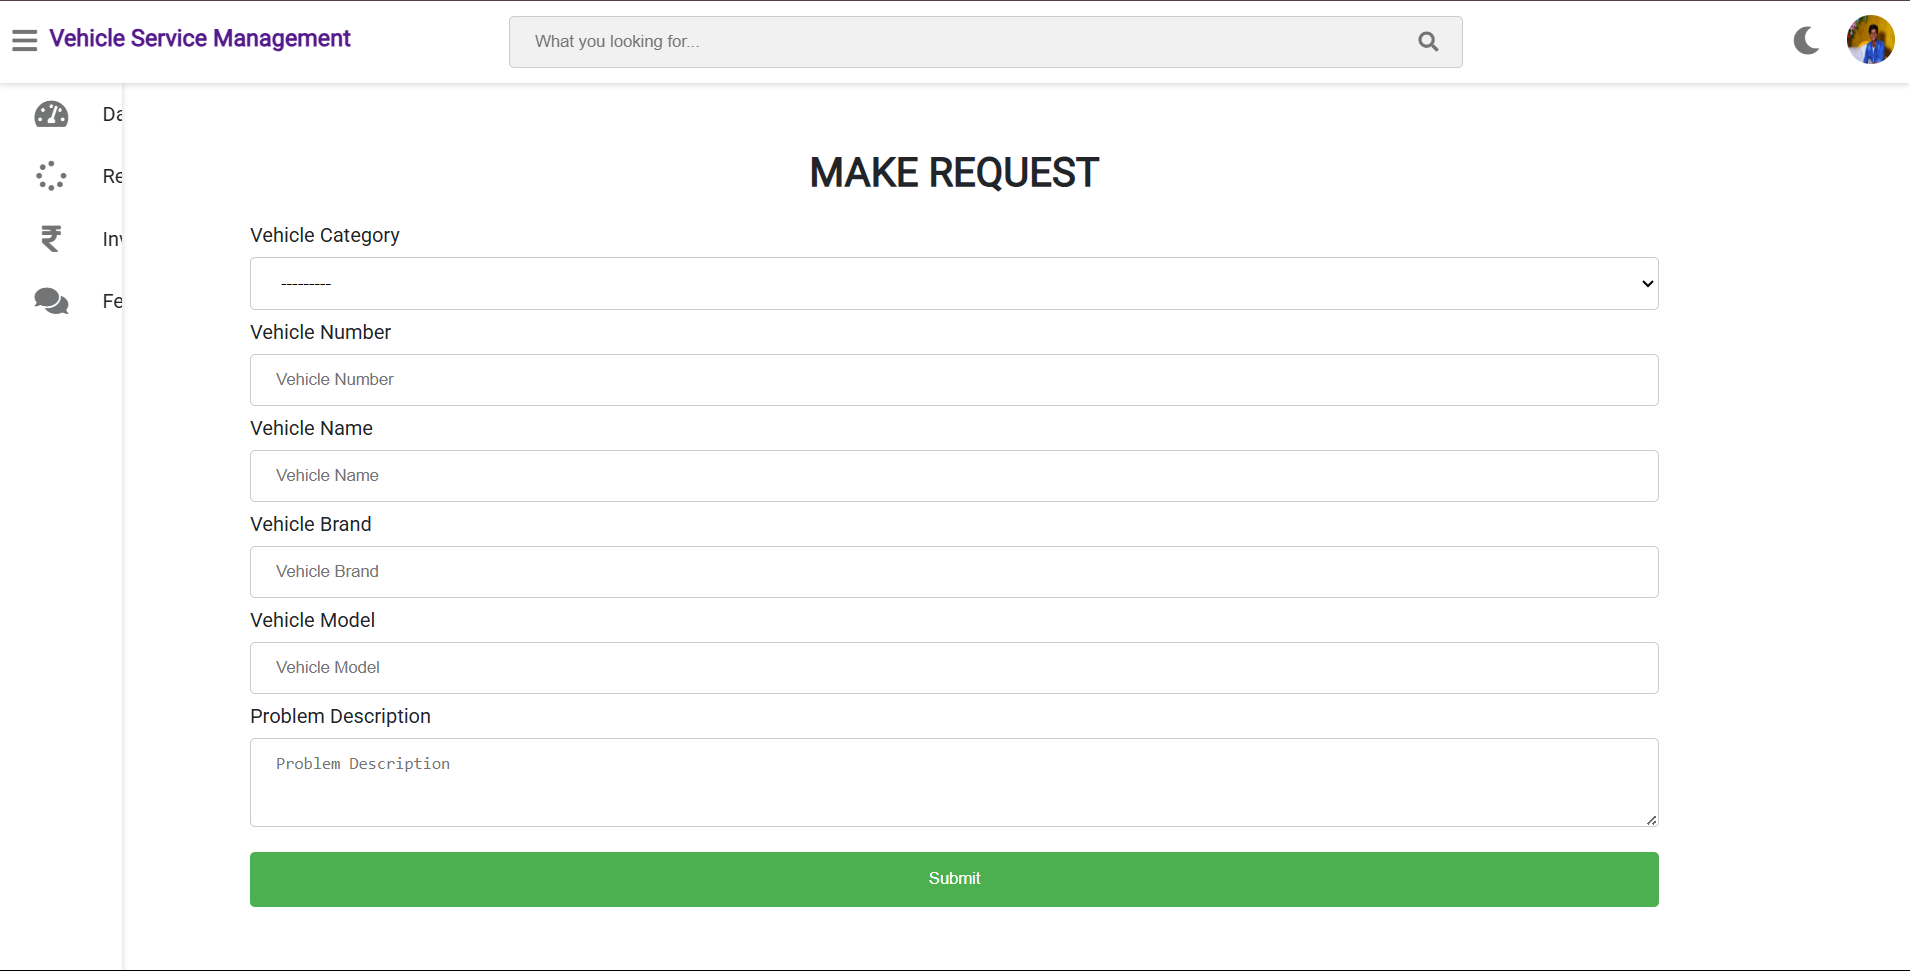 Vehicle Service Management
What you looking for...
Da
Re
Inv
Fe
MAKE REQUEST
Vehicle Category
---------
Vehicle Number
Vehicle Number
Vehicle Name
Vehicle Name
Vehicle Brand
Vehicle Brand
Vehicle Model
Vehicle Model
Problem Description
Problem Description
Submit